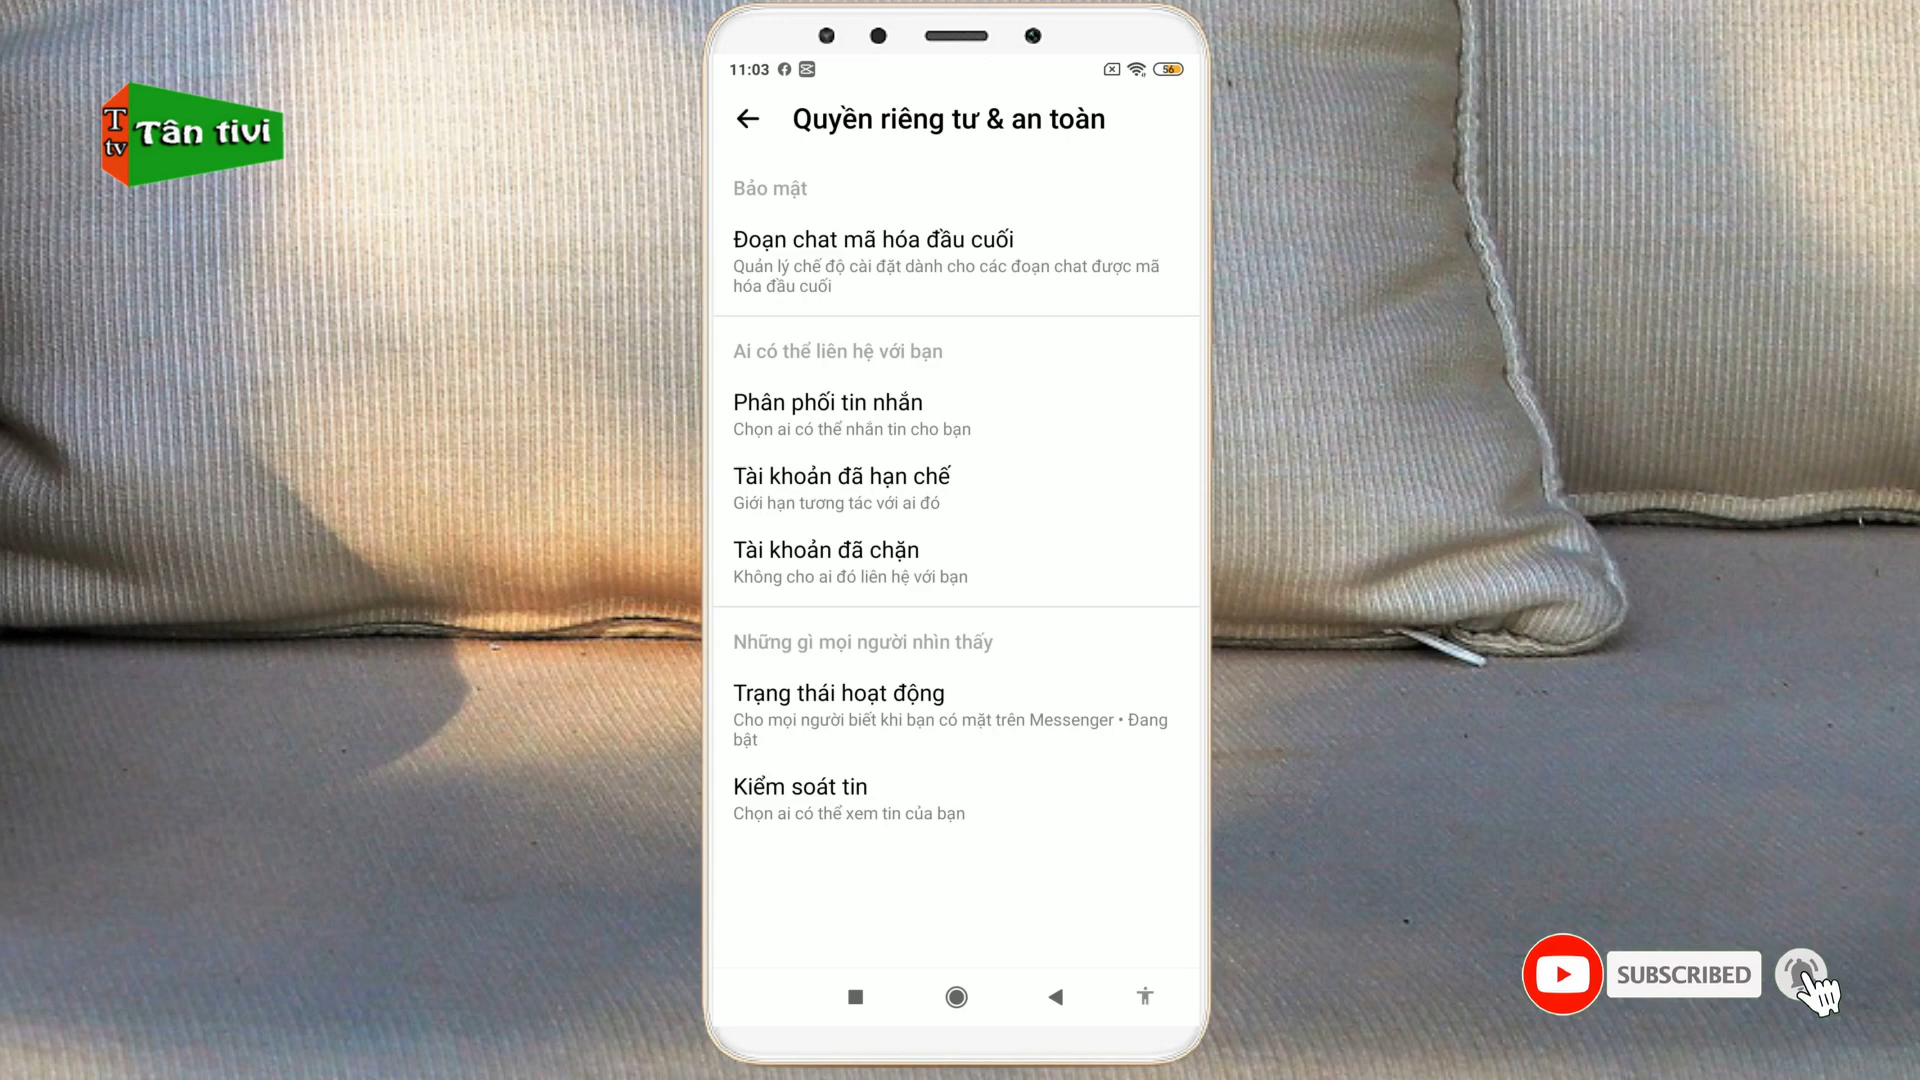 T
tv
Tân tivi
11:03
56
Quyền riêng tư & an toàn
Bảo mật
Đoạn chat mã hóa đầu cuối
Quản lý chế độ cài đặt dành cho các đoạn chat được mã
hóa đầu cuối
Ai có thể liên hệ với bạn
Phân phối tin nhắn
Chọn ai có thể nhắn tin cho bạn
Tài khoản đã hạn chế
Giới hạn tương tác với ai đó
Tài khoản đã chặn
Không cho ai đó liên hệ với bạn
Những gì mọi người nhìn thấy
Trạng thái hoạt động
Cho mọi người biết khi bạn có mặt trên Messenger • Đang
bật
Kiểm soát tin
Chọn ai có thể xem tin của bạn
SUBSCRIBED